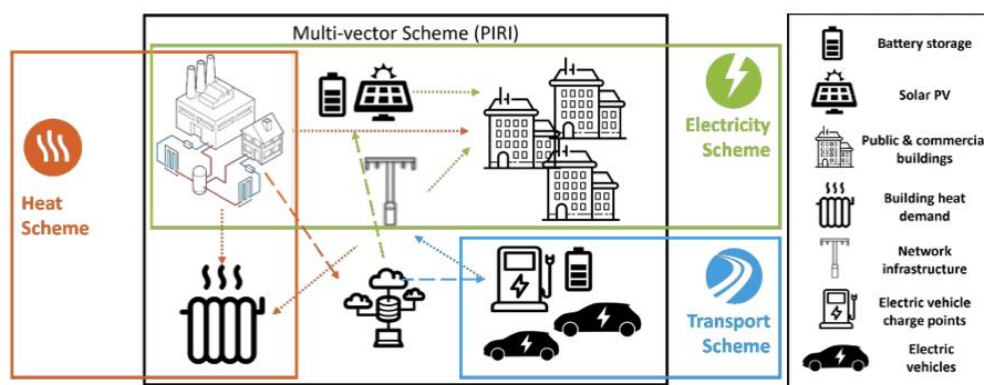 Multi-vector Scheme (PIRI)
Heat
Scheme
Electricity
Scheme
Transport
Scheme
Battery storage
Solar PV
Public & commercial
buildings
Building heat
demand
Network
infrastructure
Electric vehicle
charge points
Electric
vehicles